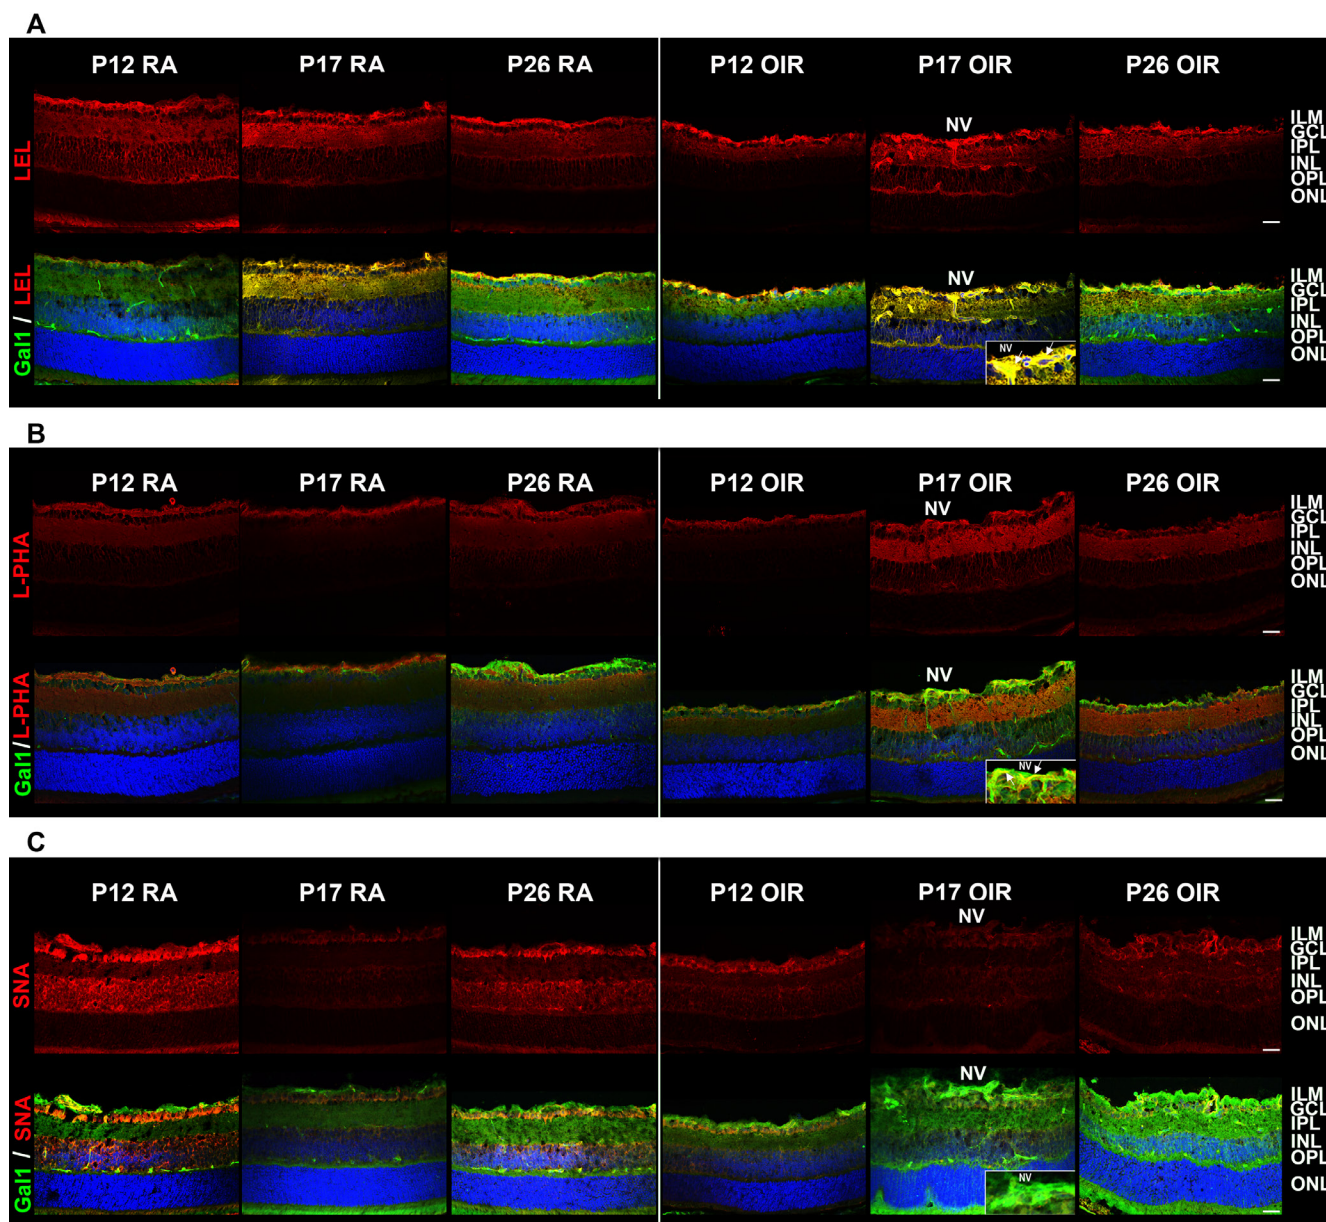 A
P12 RA P17 RA P26 RA P12 OIR P17 OIR P26 OIR
LEL
NV
ILM
GCL
IPL
INL
OPL
ONL
Gal1 / LEL
NV
NV
ILM
GCL
IPL
INL
OPL
ONL
B
P12 RA P17 RA P26 RA P12 OIR P17 OIR P26 OIR
L-PHA
NV
ILM
GCL
IPL
INL
OPL
ONL
Gal1/L-PHA
NV
NV
ILM
GCL
IPL
INL
OPL
ONL
C
P12 RA P17 RA P26 RA P12 OIR P17 OIR P26 OIR
SNA
NV
ILM
GCL
IPL
INL
OPL
ONL
Gal1 / SNA
NV
NV
ILM
GCL
IPL
INL
OPL
ONL